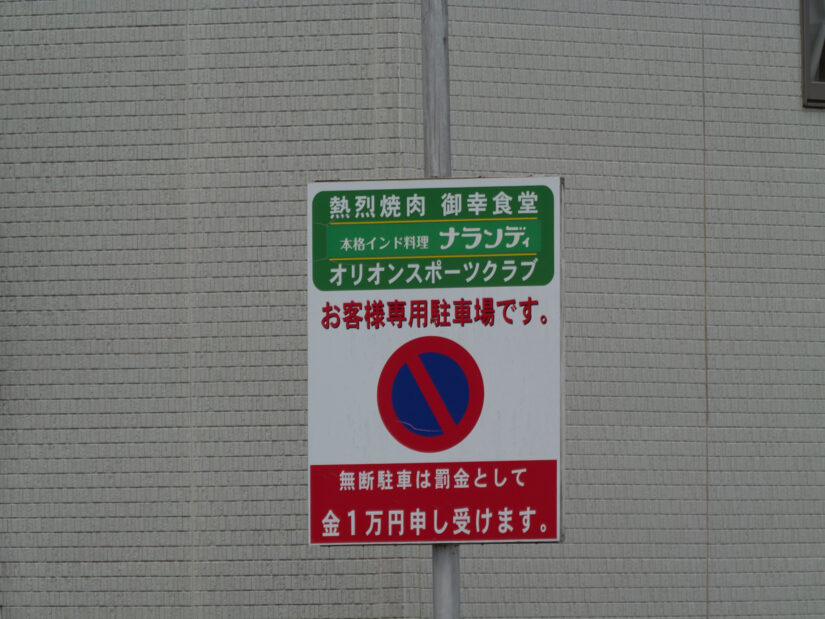 熱烈焼肉 御幸食堂
本格インド料理 ナランディ
オリオンスポーツクラブ
お客様専用駐車場です。
無断駐車は罰金として
金1万円申し受けます。